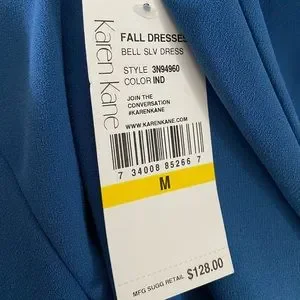 Karen Kane
FALL DRESSES
BELL SLV DRESS
STYLE 3N94960
COLOR IND
JOIN THE
CONVERSATION
#KARENKANE
WWW.KARENKANE.COM
7 34008 85266 7
M
MFG SUGG RETAIL $128.00